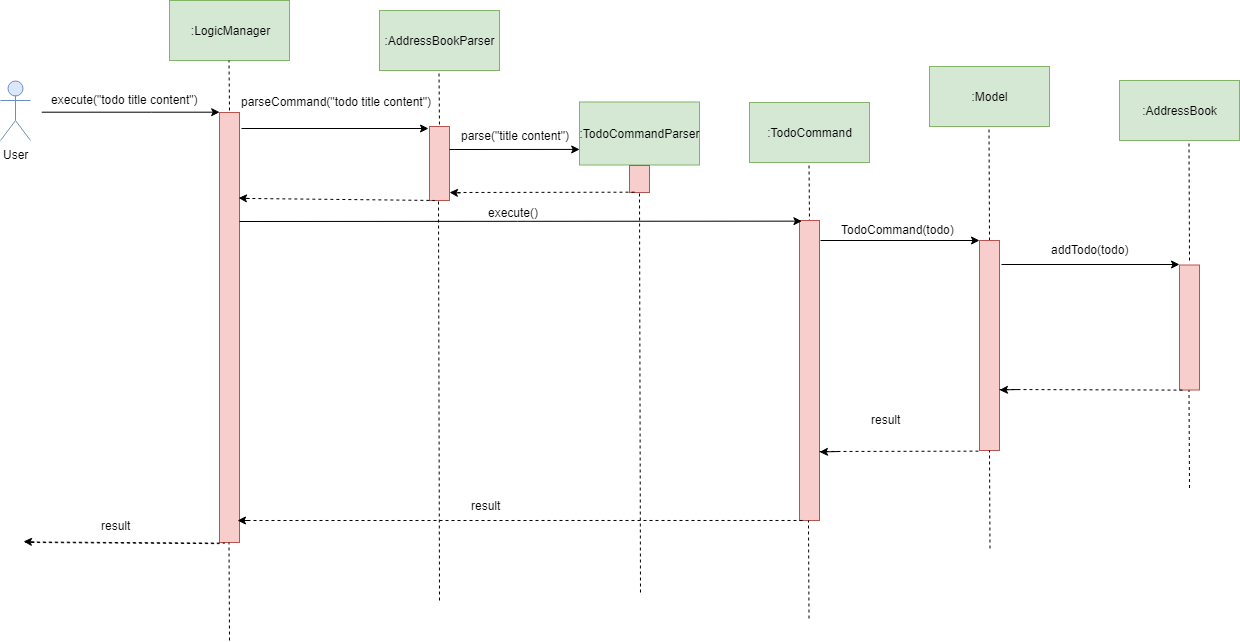 :LogicManager
:AddressBookParser
:Model
:AddressBook
:TodoCommandParser
:TodoCommand
User
execute("todo title content")
parseCommand("todo title content")
parse("title content")
execute()
TodoCommand(todo)
addTodo(todo)
result
result
result